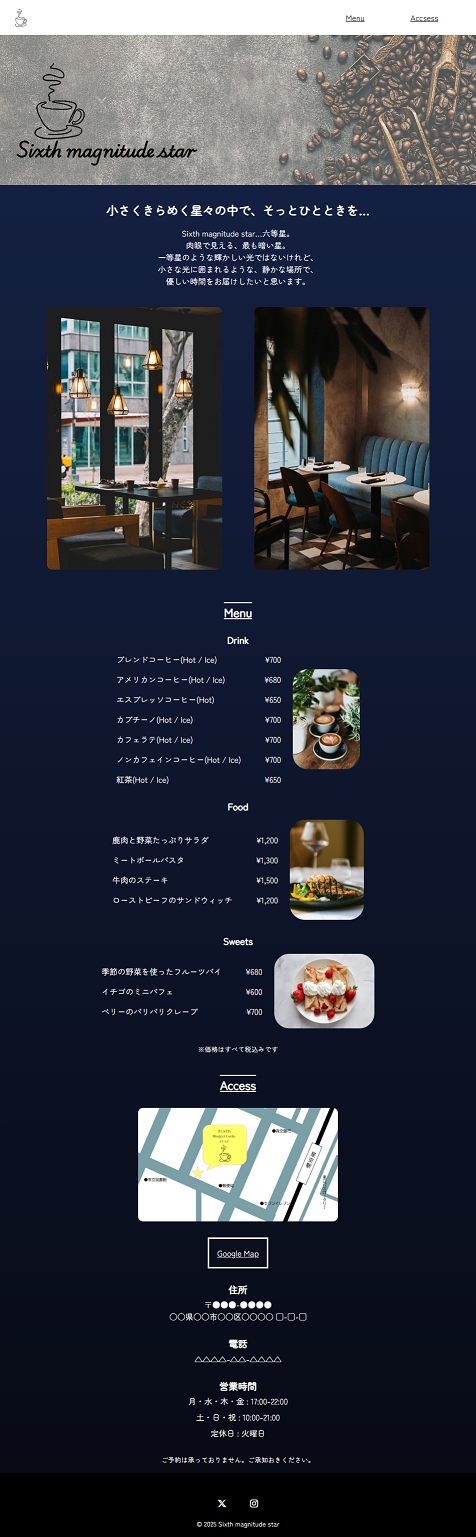 Menu
Accsess
Sixth magnitude star
小さくきらめく星々の中で、そっとひとときを…
Sixth magnitude star…六等星。
肉眼で見える、最も暗い星。
一等星のような輝かしい光ではないけれど、
小さな光に囲まれるような、静かな場所で、
優しい時間をお届けしたいと思います。
Menu
Drink
ブレンドコーヒー(Hot / Ice) ¥700
アメリカンコーヒー(Hot / Ice) ¥680
エスプレッソコーヒー(Hot) ¥650
カプチーノ(Hot / Ice) ¥700
カフェラテ(Hot / Ice) ¥700
ノンカフェインコーヒー(Hot / Ice) ¥700
紅茶(Hot / Ice) ¥650
Food
鹿肉と野菜たっぷりサラダ ¥1,200
ミートボールパスタ ¥1,300
牛肉のステーキ ¥1,500
ローストビーフのサンドウィッチ ¥1,200
Sweets
季節の野菜を使ったフルーツパイ ¥680
イチゴのミニパフェ ¥600
ベリーのパリパリクレープ ¥700
※価格はすべて税込みです
Access
Sixth
Magnitude
star
●市立図書館
●郵便局
●セブンイレブン
Google Map
住所
〒●●●-●●●●
○○県○○市○○区○○○○ □-□-□
電話
△△△△-△△-△△△△
営業時間
月・水・木・金 : 17:00-22:00
土・日・祝 : 10:00-21:00
定休日 : 火曜日
ご予約は承っておりません。ご承知おきください。
© 2025 Sixth magnitude star